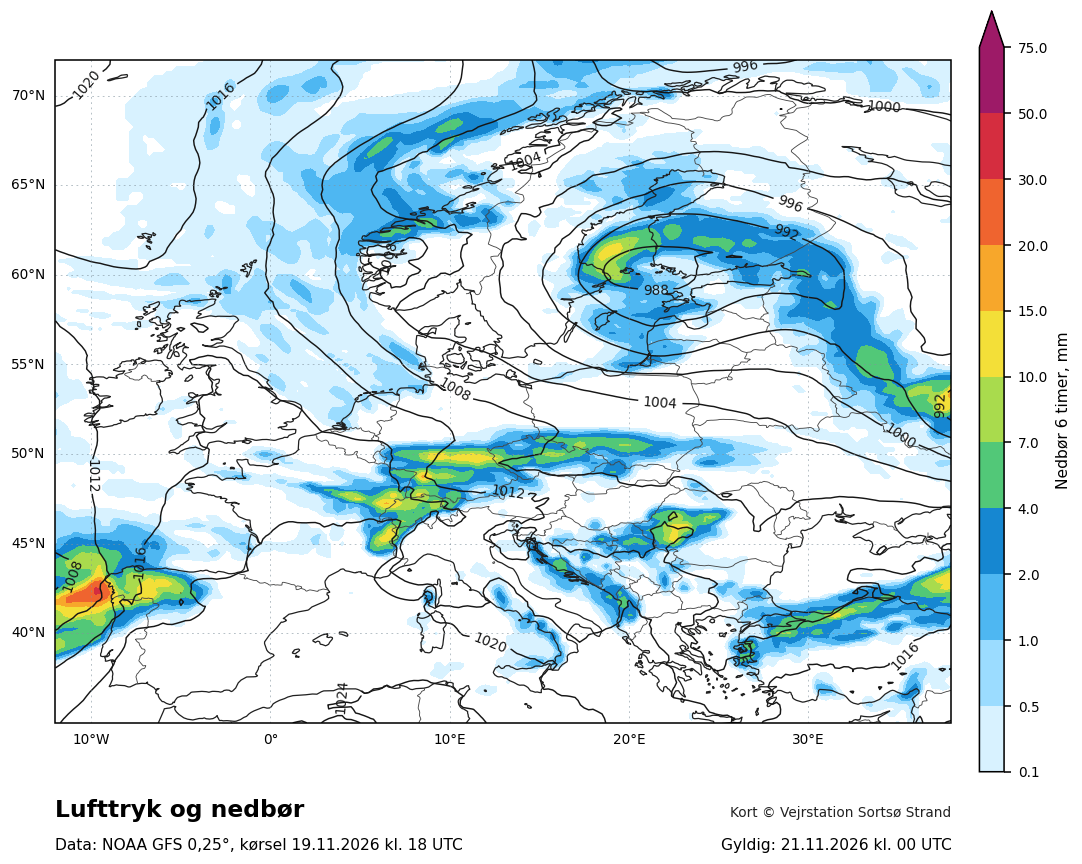 75.0
50.0
30.0
20.0
15.0
10.0
7.0
4.0
2.0
1.0
0.5
0.1
Nedbør 6 timer, mm
70°N
65°N
60°N
55°N
50°N
45°N
40°N
10°W
0°
10°E
20°E
30°E
1020
1016
996
1000
1004
996
992
1008
988
1008
1004
992
1000
1012
1012
1008
1016
1020
1024
1016
Lufttryk og nedbør
Kort © Vejrstation Sortsø Strand
Data: NOAA GFS 0,25°, kørsel 19.11.2026 kl. 18 UTC
Gyldig: 21.11.2026 kl. 00 UTC